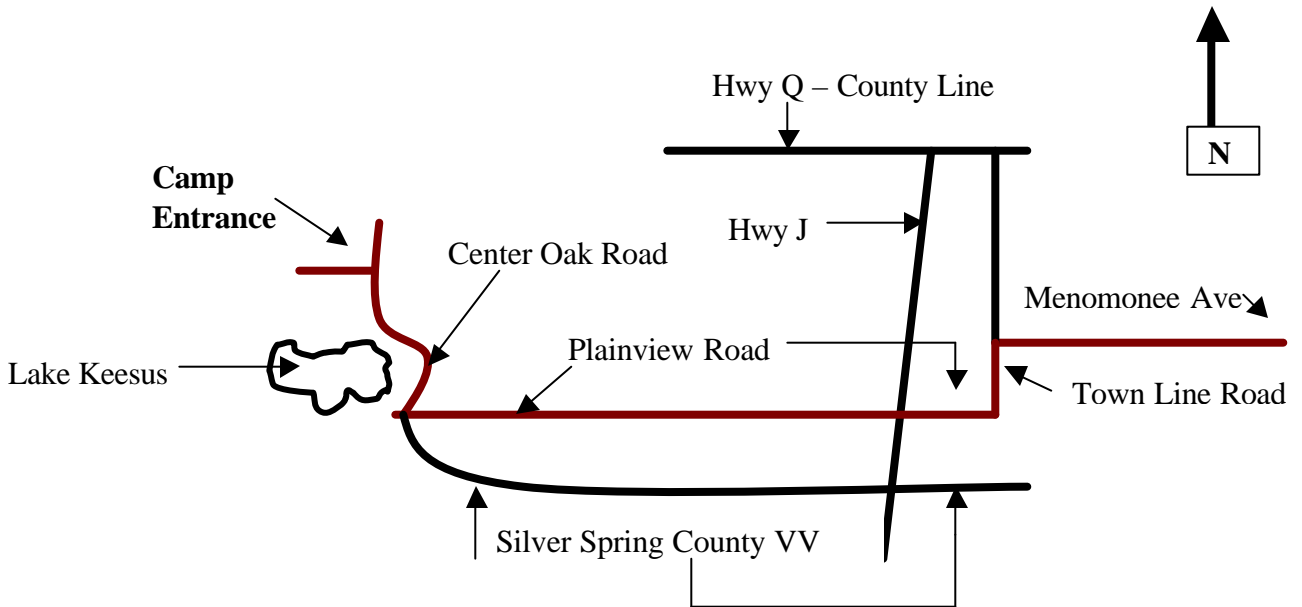 Hwy Q – County Line
N
Camp
Entrance
Hwy J
Center Oak Road
Menomonee Ave
Plainview Road
Lake Keesus
Town Line Road
Silver Spring County VV